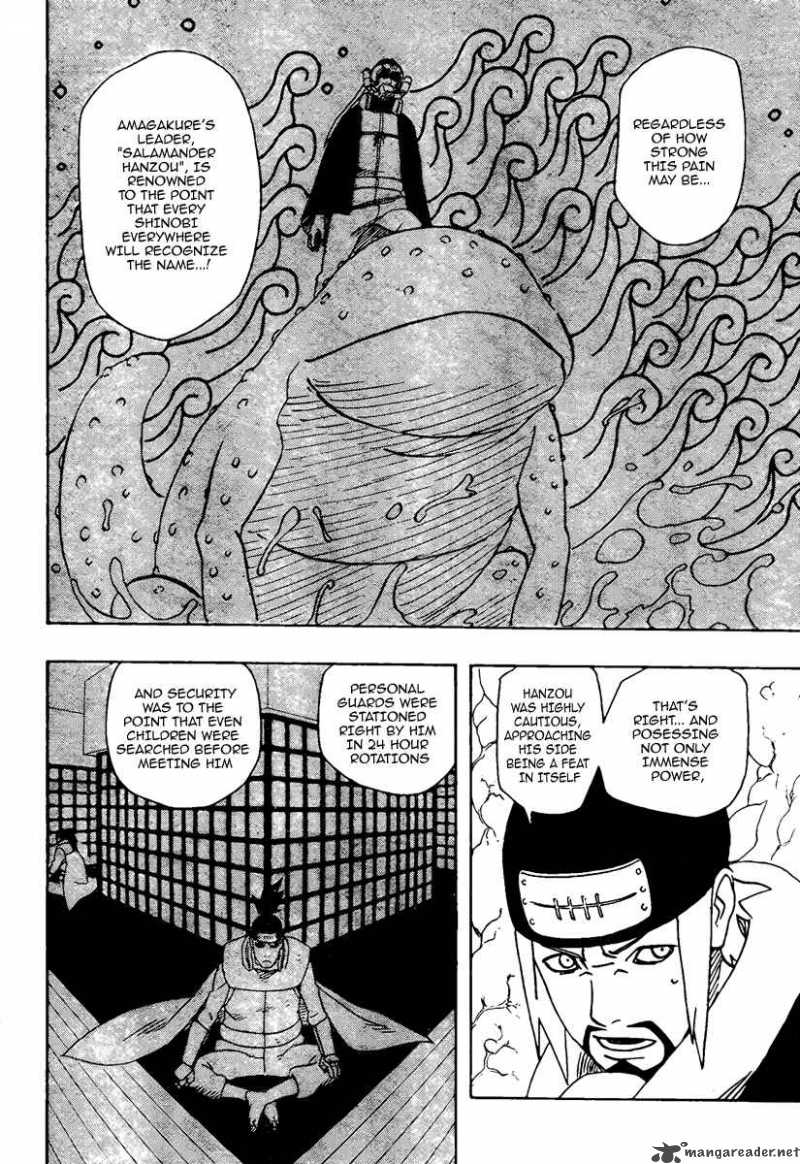 REGARDLESS
OF HOW
STRONG
THIS PAIN
MAY BE...
AMAGAKURE'S
LEADER,
"SALAMANDER
HANZOU", IS
RENOWNED
TO THE POINT
THAT EVERY
SHINOBI
EVERYWHERE
WILL RECOGNIZE
THE NAME...!
THAT'S
RIGHT... AND
POSESSING
NOT ONLY
IMMENSE
POWER,
HANZOU
WAS HIGHLY
CAUTIOUS,
APPROACHING
HIS SIDE
BEING A FEAT
IN ITSELF
PERSONAL
GUARDS WERE
STATIONED
RIGHT BY HIM
IN 24 HOUR
ROTATIONS
AND SECURITY
WAS TO THE
POINT THAT EVEN
CHILDREN WERE
SEARCHED BEFORE
MEETING HIM
mangareader.net